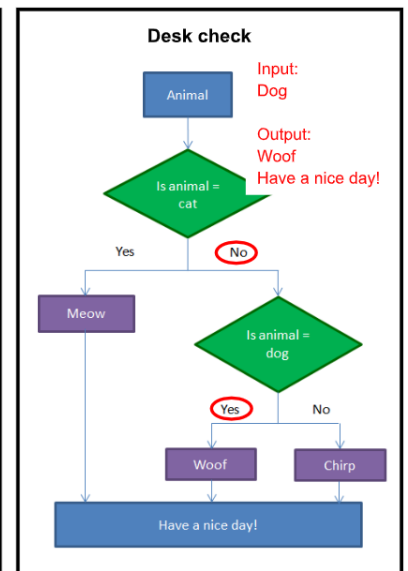 Desk check
Input:
Dog
Animal
Output:
Woof
Have a nice day!
Is animal =
cat
Yes
No
Meow
Is animal =
dog
Yes
No
Woof
Chirp
Have a nice day!